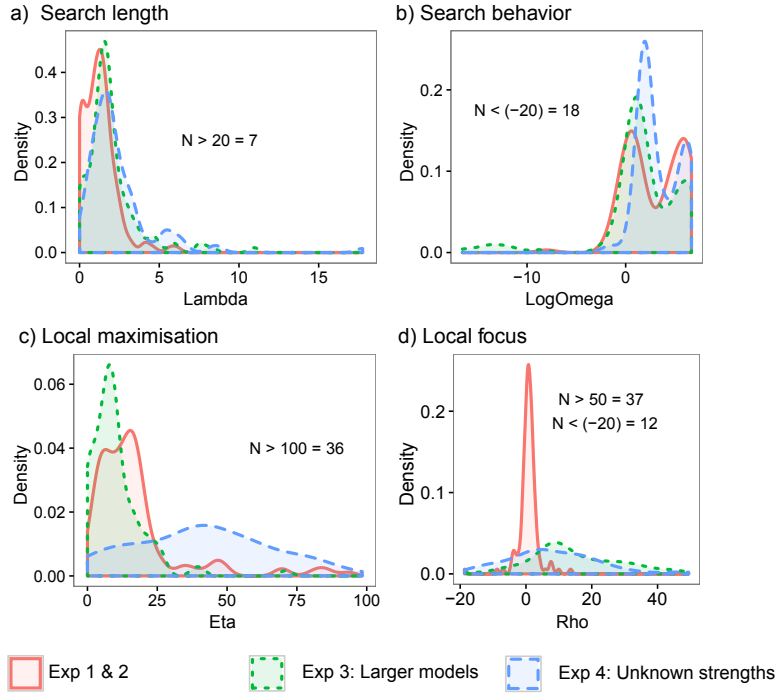 a) Search length
0.4
0.3
0.2
0.1
0.0
Density
N > 20 = 7
0 5 10 15
Lambda
b) Search behavior
0.2
0.1
0.0
Density
N < (−20) = 18
−10 0
LogOmega
c) Local maximisation
0.06
0.04
0.02
0.00
Density
N > 100 = 36
0 25 50 75 100
Eta
d) Local focus
0.2
0.1
0.0
Density
N > 50 = 37
N < (−20) = 12
−20 0 20 40
Rho
Exp 1 & 2
Exp 3: Larger models
Exp 4: Unknown strengths